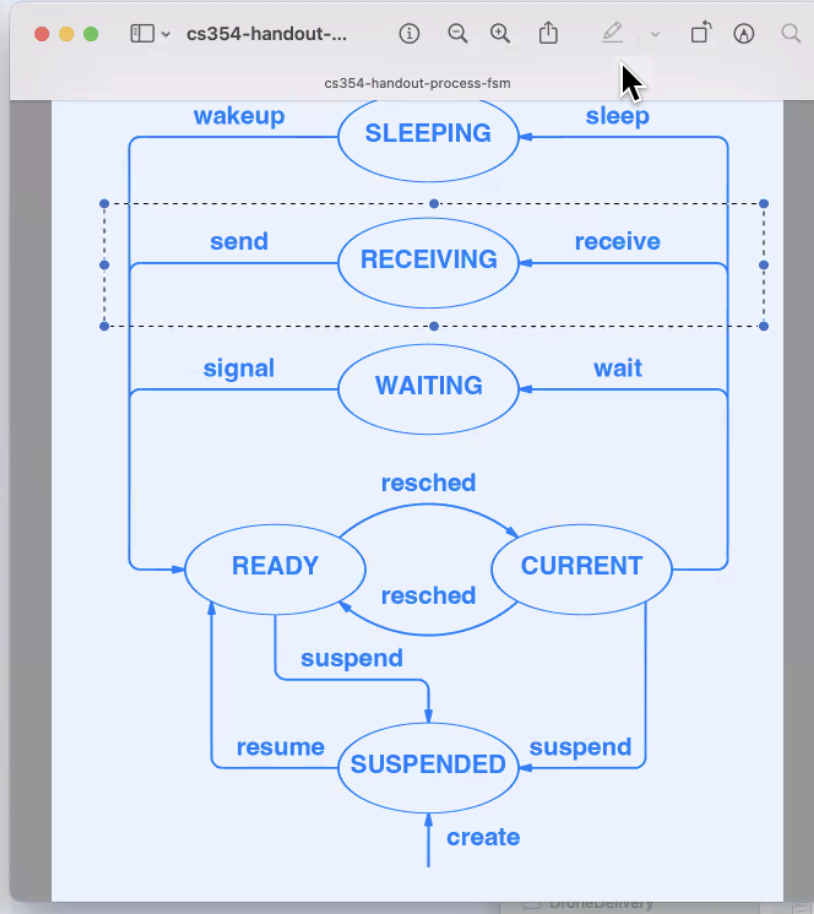 cs354-handout-...
cs354-handout-process-fsm
wakeup
SLEEPING
sleep
send
RECEIVING
receive
signal
WAITING
wait
resched
READY
CURRENT
resched
suspend
resume
SUSPENDED
suspend
create
DroneDelivery